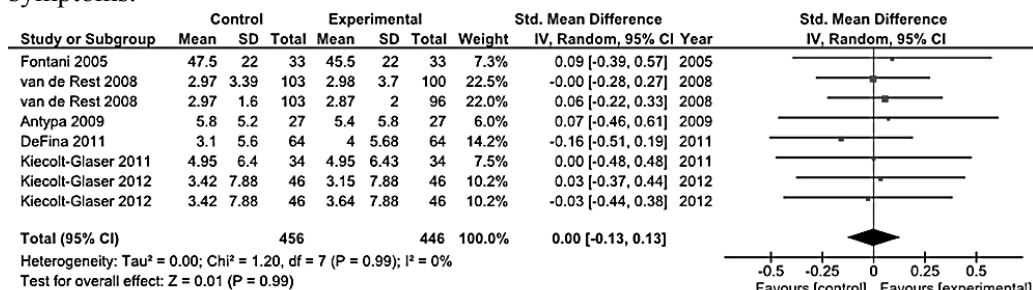 symptoms.
Control Experimental Std. Mean Difference Std. Mean Difference
Study or Subgroup Mean SD Total Mean SD Total Weight IV, Random, 95% CI Year IV, Random, 95% CI
Fontani 2005 47.5 22 33 45.5 22 33 7.3% 0.09 [-0.39, 0.57] 2005
van de Rest 2008 2.97 3.39 103 2.98 3.7 100 22.5% -0.00 [-0.28, 0.27] 2008
van de Rest 2008 2.97 1.6 103 2.87 2 96 22.0% 0.06 [-0.22, 0.33] 2008
Antypa 2009 5.8 5.2 27 5.4 5.8 27 6.0% 0.07 [-0.46, 0.61] 2009
DeFina 2011 3.1 5.6 64 4 5.68 64 14.2% -0.16 [-0.51, 0.19] 2011
Kiecolt-Glaser 2011 4.95 6.4 34 4.95 6.43 34 7.5% 0.00 [-0.48, 0.48] 2011
Kiecolt-Glaser 2012 3.42 7.88 46 3.15 7.88 46 10.2% 0.03 [-0.37, 0.44] 2012
Kiecolt-Glaser 2012 3.42 7.88 46 3.64 7.88 46 10.2% -0.03 [-0.44, 0.38] 2012
Total (95% CI) 456 446 100.0% 0.00 [-0.13, 0.13]
Heterogeneity: Tau² = 0.00; Chi² = 1.20, df = 7 (P = 0.99); I² = 0%
Test for overall effect: Z = 0.01 (P = 0.99)
-0.5 -0.25 0 0.25 0.5
Favours [control] Favours [experimental]